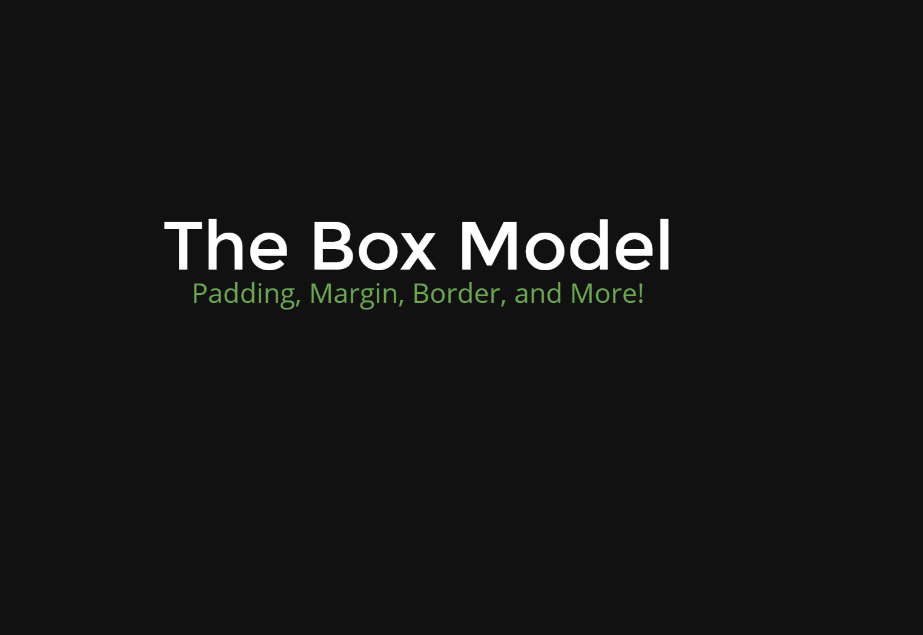 The Box Model
Padding, Margin, Border, and More!